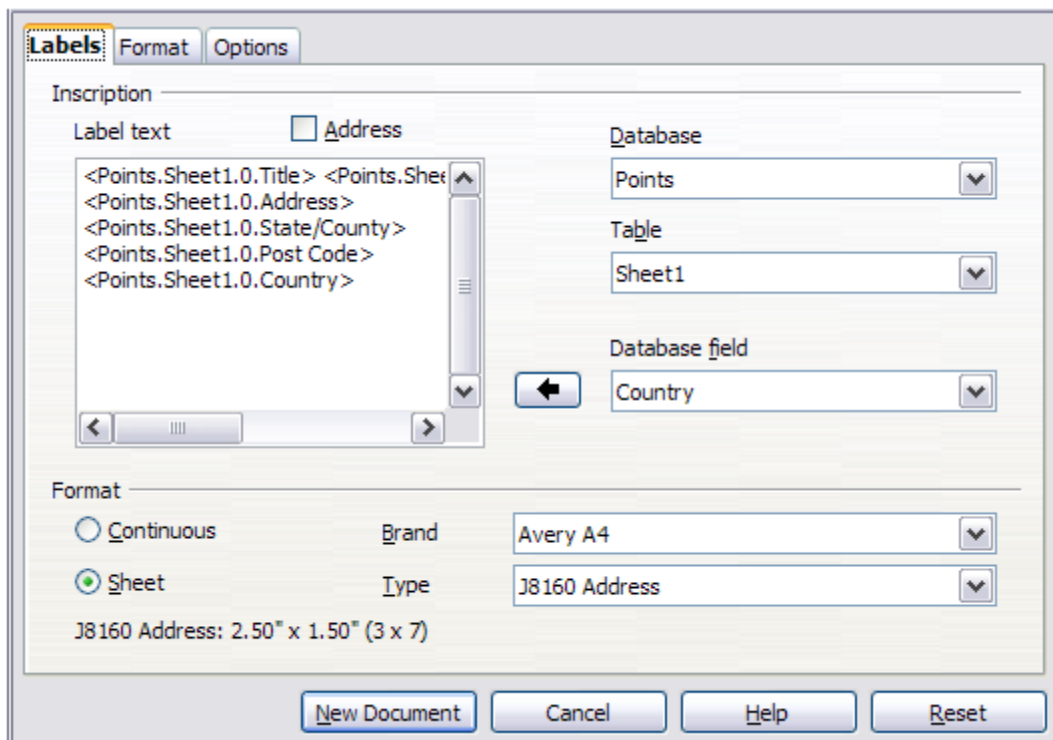 Labels Format Options
Inscription
Label text Address
<Points.Sheet1.0.Title> <Points.Shee
<Points.Sheet1.0.Address>
<Points.Sheet1.0.State/County>
<Points.Sheet1.0.Post Code>
<Points.Sheet1.0.Country>
Database
Points
Table
Sheet1
Database field
Country
Format
Continuous Brand Avery A4
Sheet Type J8160 Address
J8160 Address: 2.50" x 1.50" (3 x 7)
New Document Cancel Help Reset